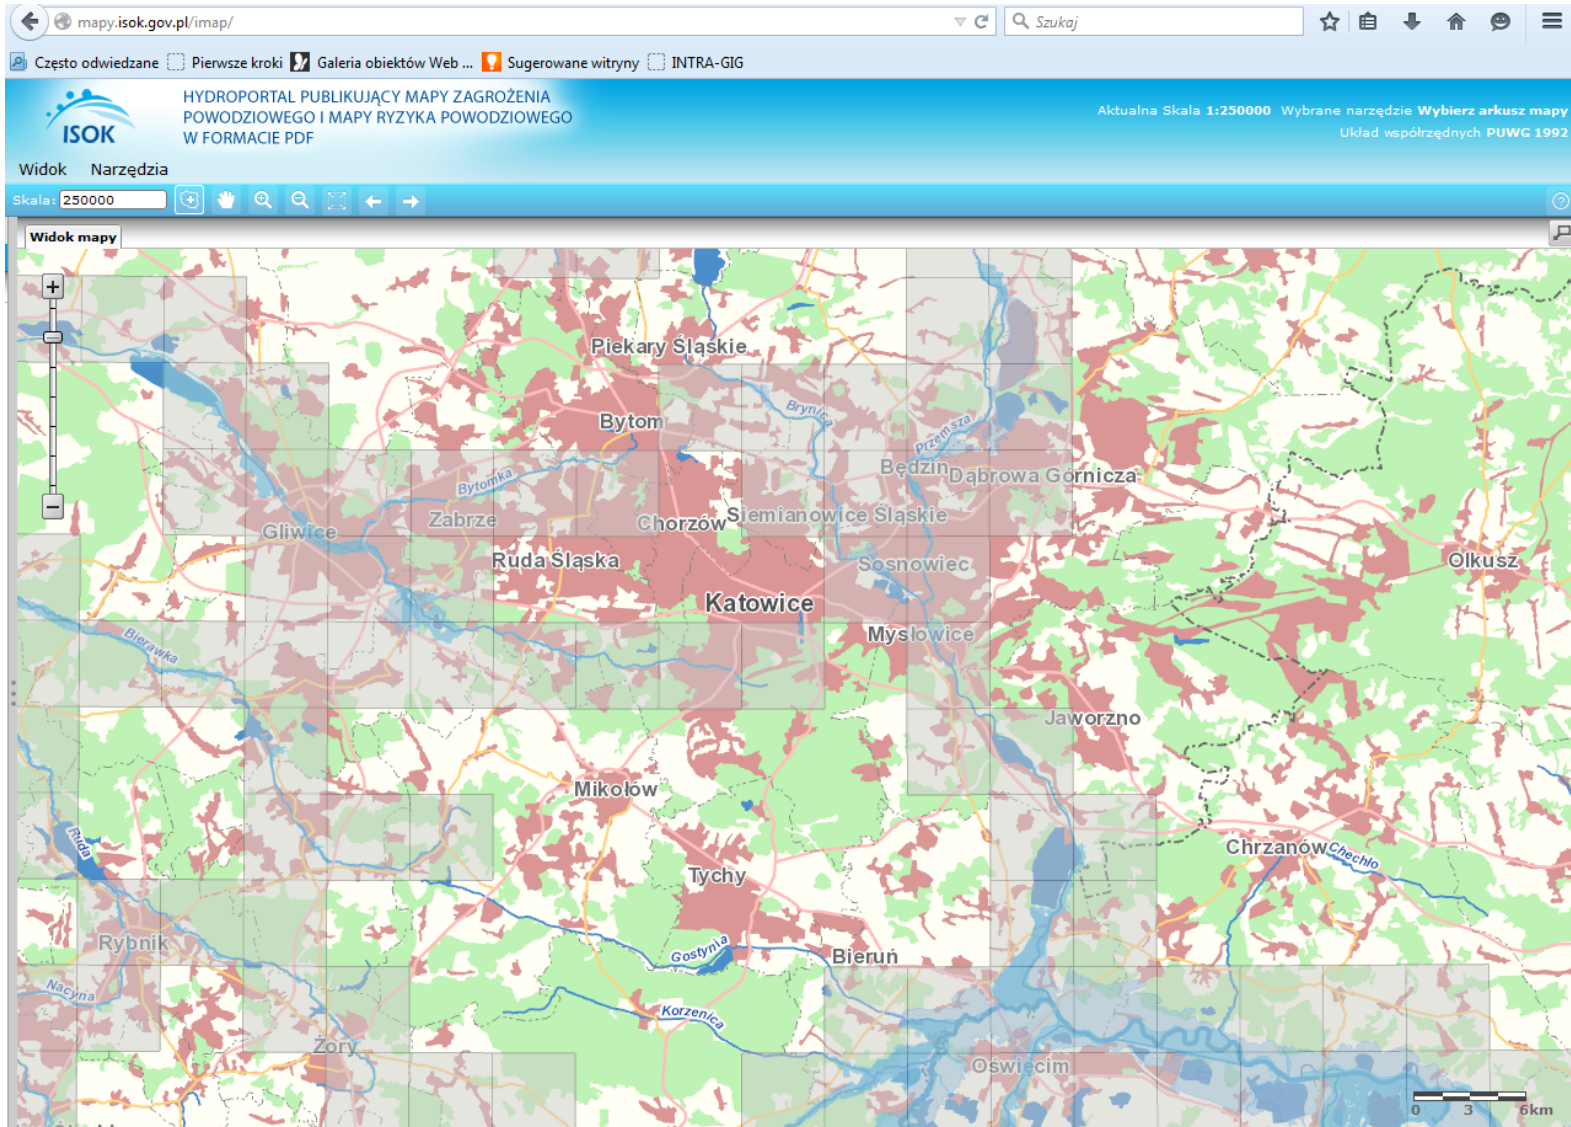 mapy.isok.gov.pl/imap/
Szukaj
Często odwiedzane Pierwsze kroki Galeria obiektów Web ... Sugerowane witryny INTRA-GIG
ISOK
HYDROPORTAL PUBLIKUJĄCY MAPY ZAGROŻENIA
POWODZIOWEGO I MAPY RYZYKA POWODZIOWEGO
W FORMACIE PDF
Aktualna Skala 1:250000 Wybrane narzędzie Wybierz arkusz mapy
Układ współrzędnych PUWG 1992
Widok Narzędzia
Skala: 250000
Widok mapy
Piekary Śląskie
Brynica
Bytom
Przemsza
Będzin
Dąbrowa Górnicza
Bytomka
Zabrze
Chorzów
Siemianowice Śląskie
Gliwice
Ruda Śląska
Sosnowiec
Olkusz
Katowice
Mysłowice
Bierawka
Jaworzno
Mikołów
Ruda
Chrzanów
Chechło
Tychy
Rybnik
Gostynia
Bieruń
Nacyna
Korzenica
Żory
Oświęcim
0 3 6km